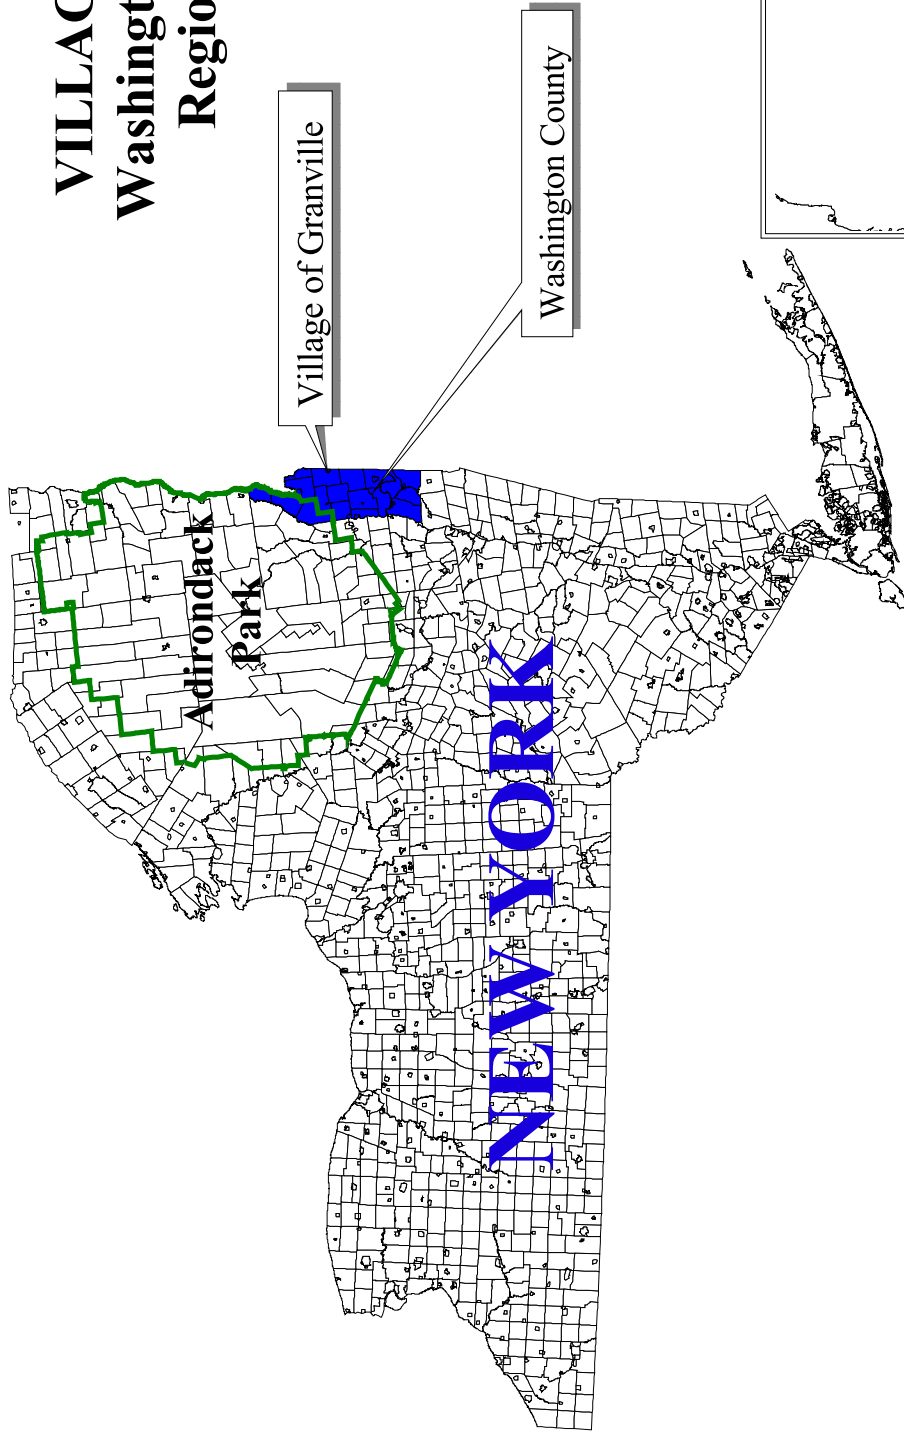 VILLAG
Washingt
Regio
Village of Granville
Washington County
Adirondack
Park
NEW YORK